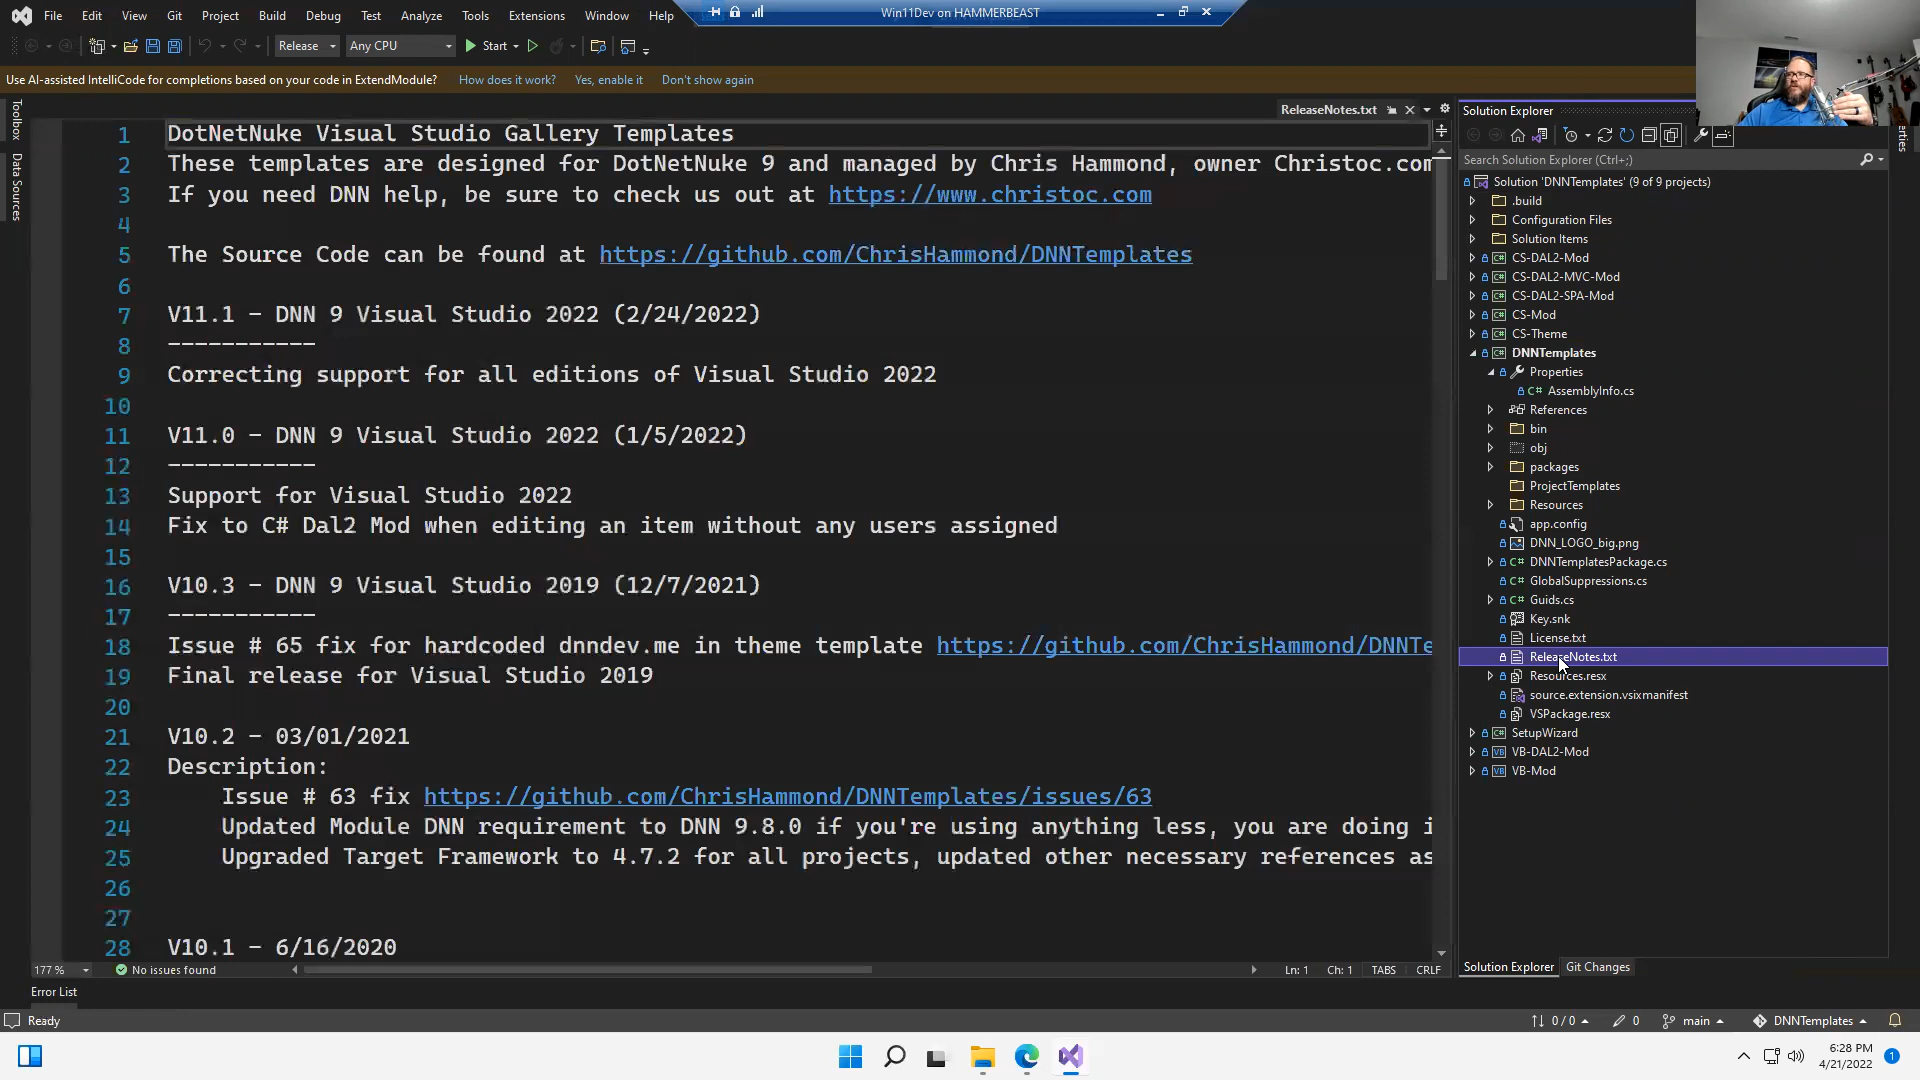 File Edit View Git Project Build Debug Test Analyze Tools Extensions Window Help
Win11Dev on HAMMERBEAST
Release Any CPU Start
Use AI-assisted IntelliCode for completions based on your code in ExtendModule? How does it work? Yes, enable it Don't show again
Toolbox
Data Sources
ReleaseNotes.txt
1 DotNetNuke Visual Studio Gallery Templates
2 These templates are designed for DotNetNuke 9 and managed by Chris Hammond, owner Christoc.com
3 If you need DNN help, be sure to check us out at https://www.christoc.com
4
5 The Source Code can be found at https://github.com/ChrisHammond/DNNTemplates
6
7 V11.1 - DNN 9 Visual Studio 2022 (2/24/2022)
8 -----------
9 Correcting support for all editions of Visual Studio 2022
10
11 V11.0 - DNN 9 Visual Studio 2022 (1/5/2022)
12 -----------
13 Support for Visual Studio 2022
14 Fix to C# Dal2 Mod when editing an item without any users assigned
15
16 V10.3 - DNN 9 Visual Studio 2019 (12/7/2021)
17 -----------
18 Issue # 65 fix for hardcoded dnndev.me in theme template https://github.com/ChrisHammond/DNNTe
19 Final release for Visual Studio 2019
20
21 V10.2 - 03/01/2021
22 Description:
23 Issue # 63 fix https://github.com/ChrisHammond/DNNTemplates/issues/63
24 Updated Module DNN requirement to DNN 9.8.0 if you're using anything less, you are doing i
25 Upgraded Target Framework to 4.7.2 for all projects, updated other necessary references as
26
27
28 V10.1 - 6/16/2020
177 % No issues found Ln: 1 Ch: 1 TABS CRLF
Error List
Solution Explorer
Search Solution Explorer (Ctrl+;)
Solution 'DNNTemplates' (9 of 9 projects)
.build
Configuration Files
Solution Items
CS-DAL2-Mod
CS-DAL2-MVC-Mod
CS-DAL2-SPA-Mod
CS-Mod
CS-Theme
DNNTemplates
Properties
AssemblyInfo.cs
References
bin
obj
packages
ProjectTemplates
Resources
app.config
DNN_LOGO_big.png
DNNTemplatesPackage.cs
GlobalSuppressions.cs
Guids.cs
Key.snk
License.txt
ReleaseNotes.txt
Resources.resx
source.extension.vsixmanifest
VSPackage.resx
SetupWizard
VB-DAL2-Mod
VB-Mod
Solution Explorer Git Changes
Ready 0 / 0 0 main DNNTemplates
6:28 PM
4/21/2022
1